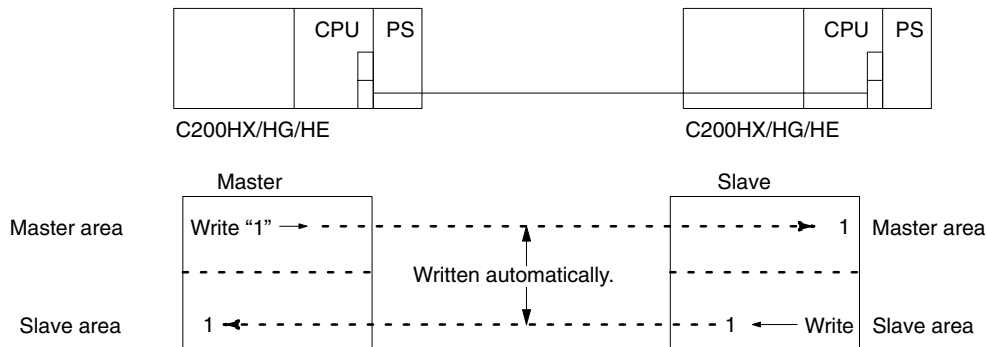 CPU PS CPU PS
C200HX/HG/HE C200HX/HG/HE
Master Slave
Master area Write “1” 1 Master area
Written automatically.
Slave area 1 1 Write Slave area